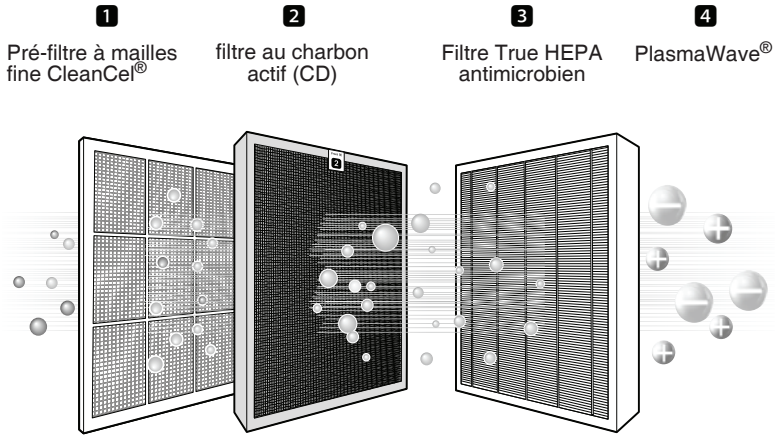 1
Pré-filtre à mailles
fine CleanCel®
2
filtre au charbon
actif (CD)
3
Filtre True HEPA
antimicrobien
4
PlasmaWave®
2